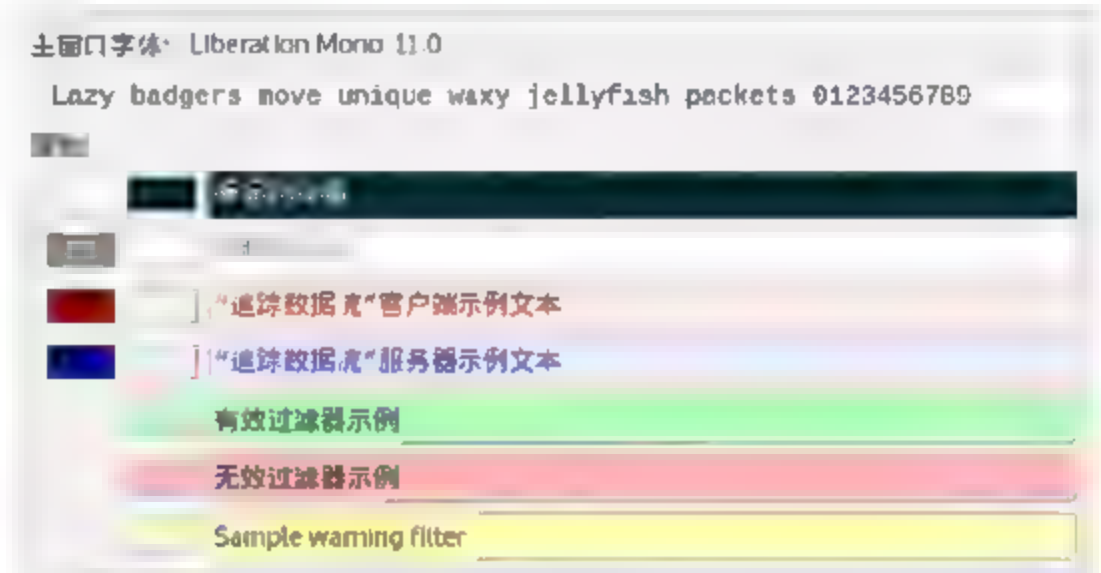 主窗口字体: Liberation Mono 11.0
Lazy badgers move unique waxy jellyfish packets 0123456789
"追踪数据流"客户端示例文本
"追踪数据流"服务器示例文本
有效过滤器示例
无效过滤器示例
Sample warning filter